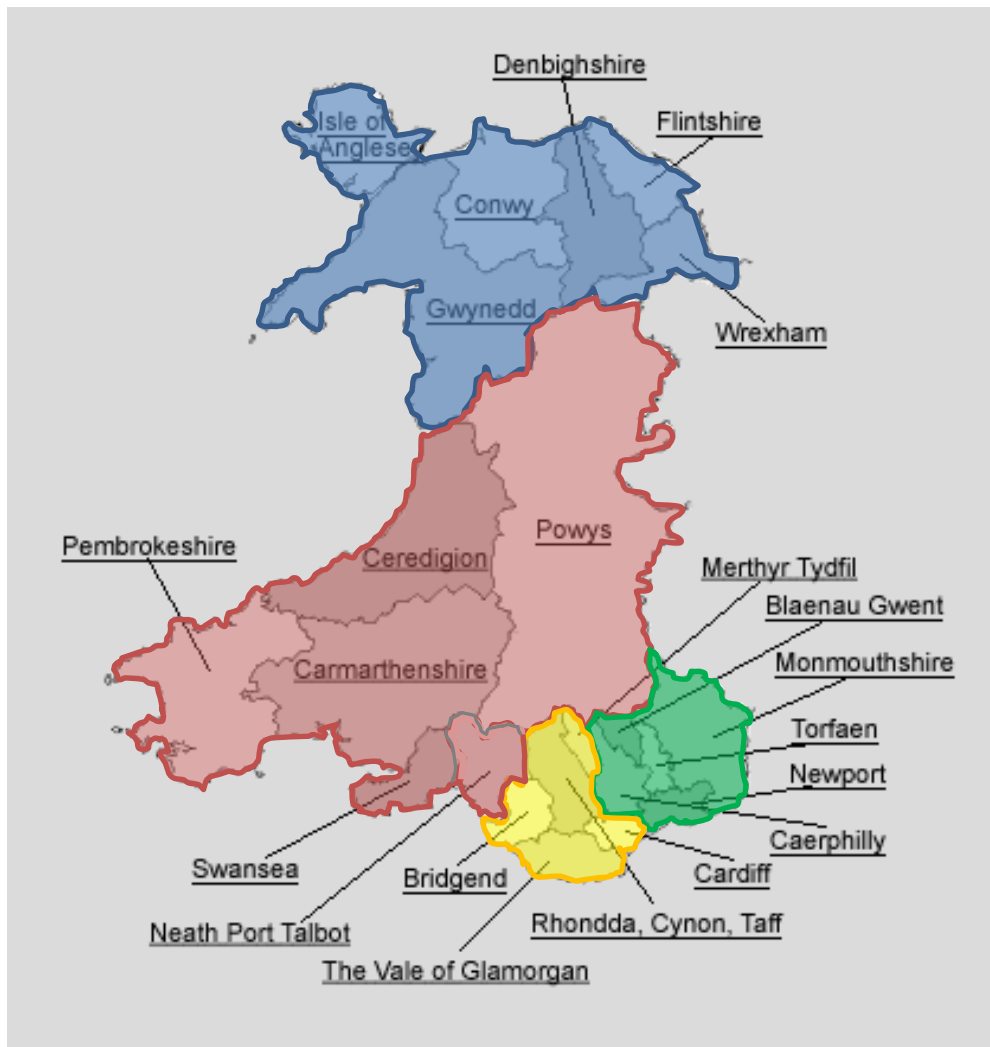 Denbighshire
Flintshire
Isle of
Anglese
Conwy
Gwynedd
Wrexham
Powys
Pembrokeshire
Ceredigion
Merthyr Tydfil
Blaenau Gwent
Monmouthshire
Carmarthenshire
Torfaen
Newport
Caerphilly
Swansea
Bridgend
Cardiff
Neath Port Talbot
Rhondda, Cynon, Taff
The Vale of Glamorgan